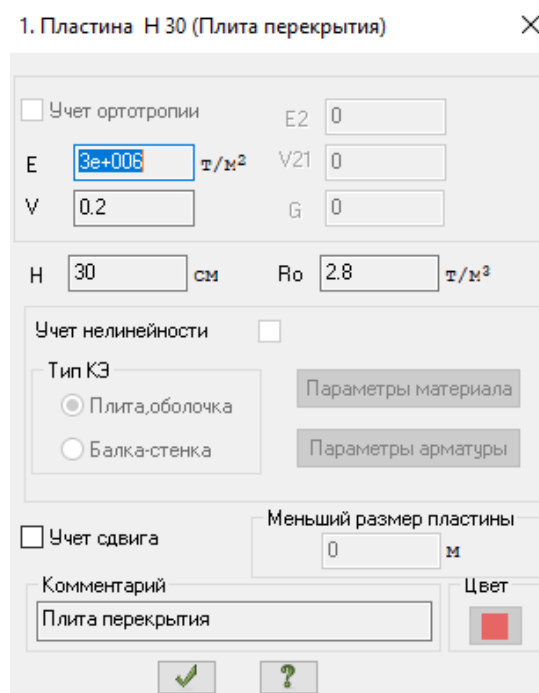 1. Пластина Н 30 (Плита перекрытия)
Учет ортотропии
E2 0
E 3e+006 т/м²
V21 0
V 0.2
G 0
H 30 см Ro 2.8 т/м³
Учет нелинейности
Тип КЭ
Плита,оболочка
Параметры материала
Балка-стенка
Параметры арматуры
Учет сдвига
Меньший размер пластины
0 м
Комментарий
Цвет
Плита перекрытия
?